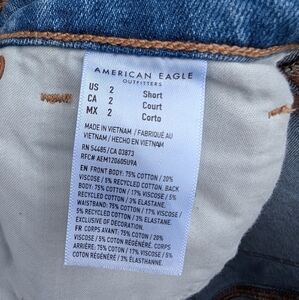 AMERICAN EAGLE
OUTFITTERS
US 2 Short
CA 2 Court
MX 2 Corto
MADE IN VIETNAM / FABRIQUÉ AU
VIETNAM / HECHO EN VIETNAM
RN 54485/CA 03873
RFC# AEM120605U9A
EN FRONT BODY: 75% COTTON / 20%
VISCOSE / 5% RECYCLED COTTON. BACK
BODY: 75% COTTON / 17% VISCOSE / 5%
RECYCLED COTTON / 3% ELASTANE.
WAISTBAND: 75% COTTON / 17% VISCOSE
/ 5% RECYCLED COTTON / 3% ELASTANE.
EXCLUSIVE OF DECORATION.
FR CORPS AVANT: 75% COTON / 20%
VISCOSE / 5% COTON RÉGÉNÉRÉ. CORPS
ARRIÈRE: 75% COTON / 17% VISCOSE / 5%
COTON RÉGÉNÉRÉ / 3% ÉLASTHANNE.